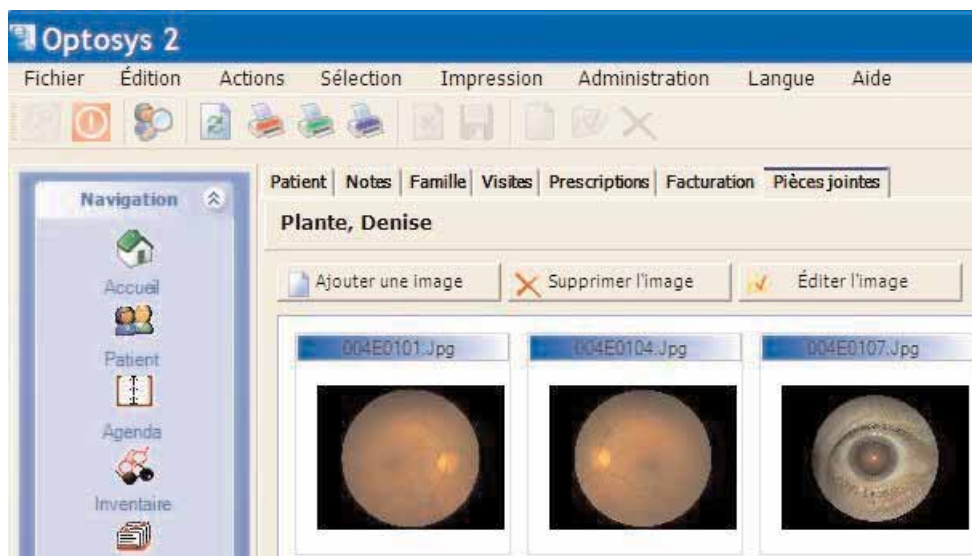 Optosys 2
Fichier Édition Actions Sélection Impression Administration Langue Aide
Patient Notes Famille Visites Prescriptions Facturation Pièces jointes
Navigation
Plante, Denise
Ajouter une image Supprimer l'image Éditer l'image
Accueil
004E0101.Jpg 004E0104.Jpg 004E0107.Jpg
Patient
Agenda
Inventaire